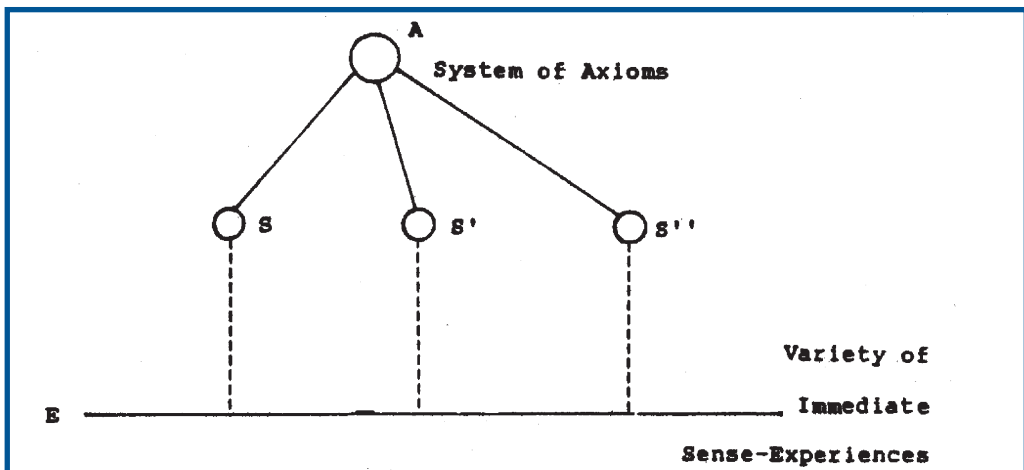 A
System of Axioms
S
S'
S''
Variety of
E
Immediate
Sense-Experiences